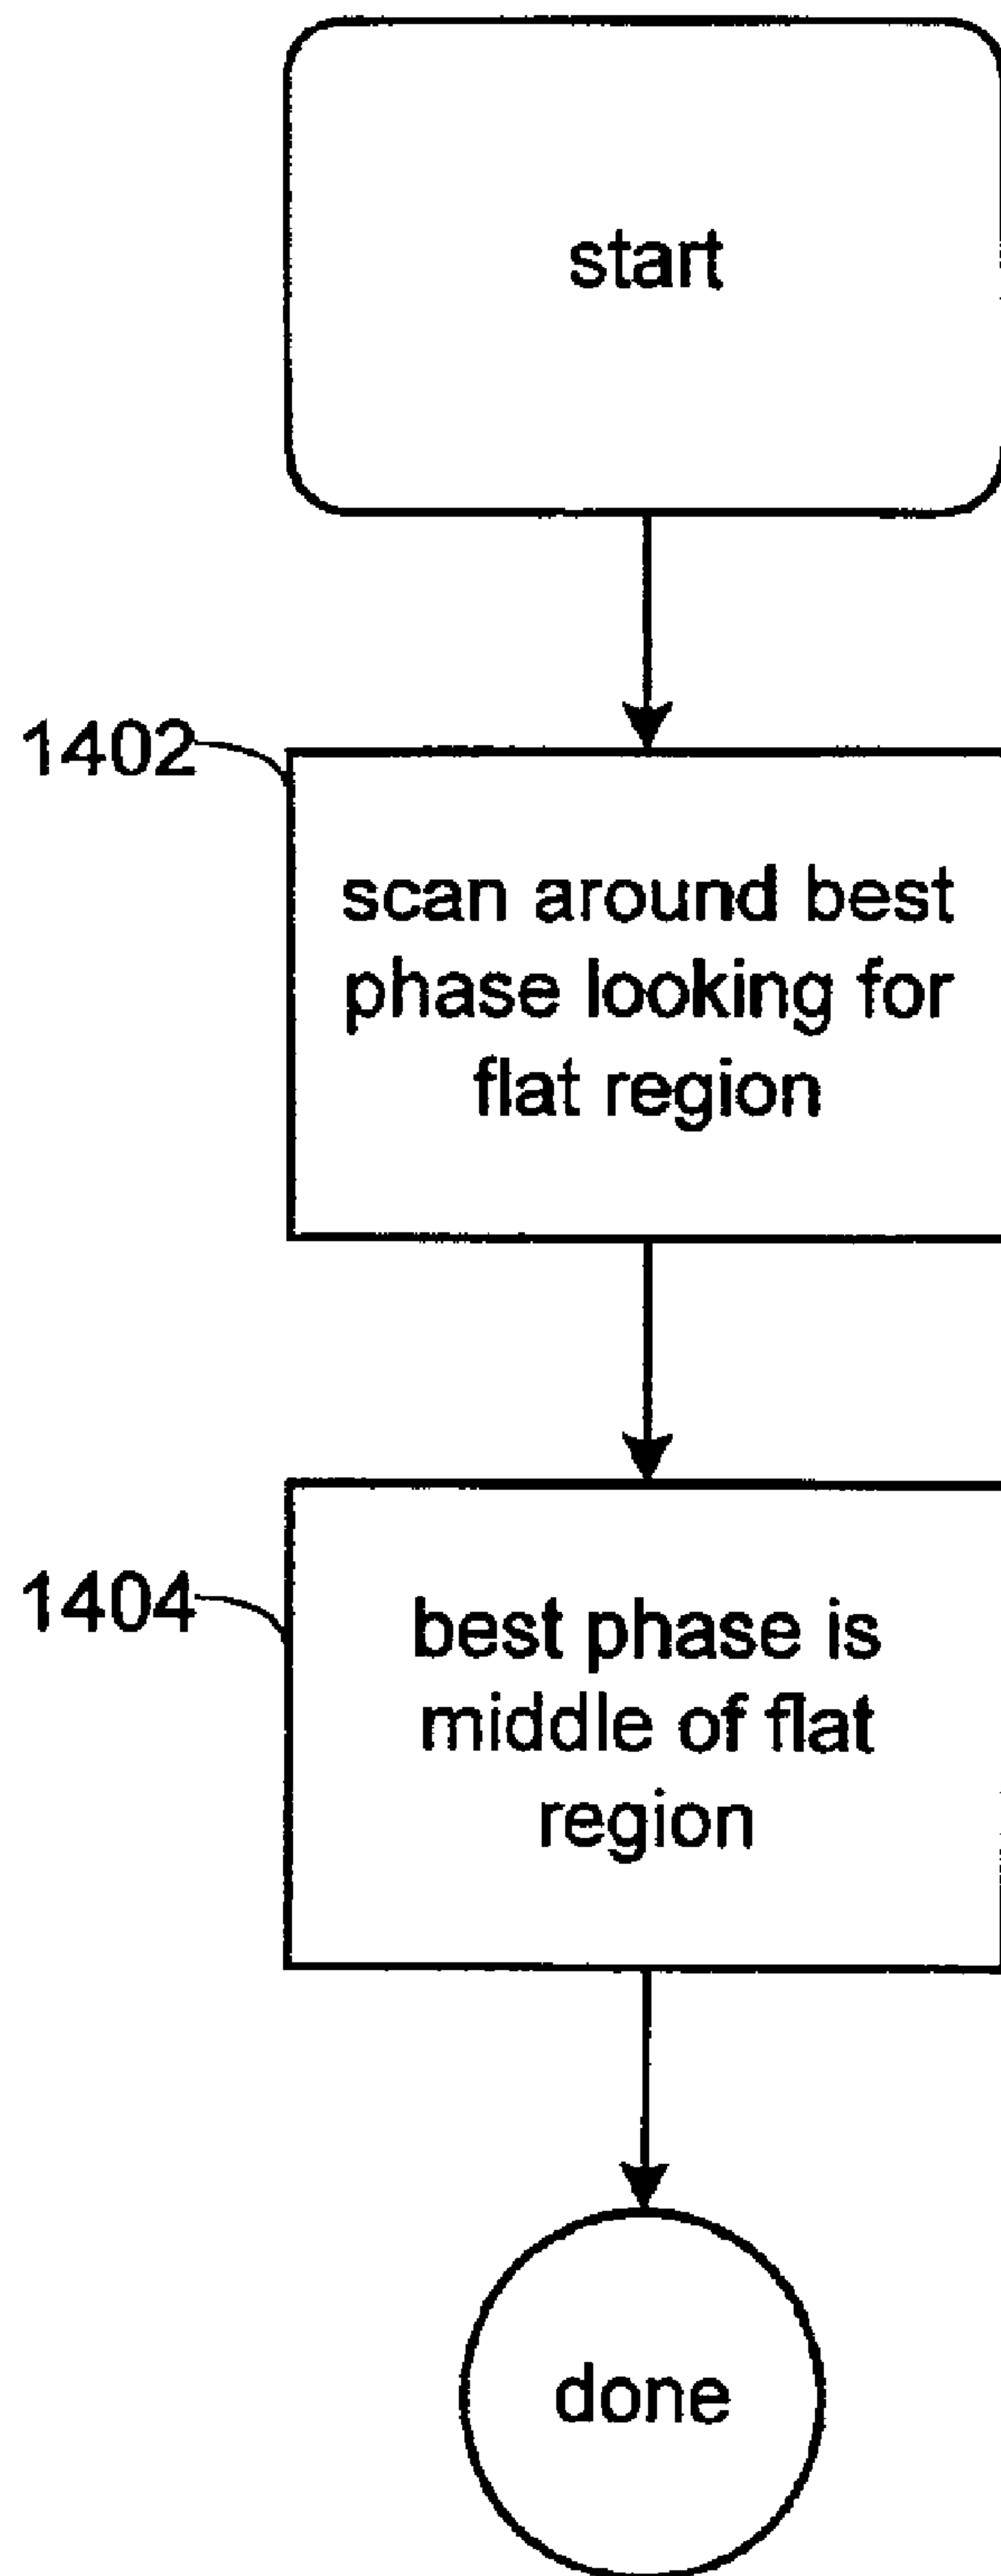 start
1402
scan around best
phase looking for
flat region
1404
best phase is
middle of flat
region
done